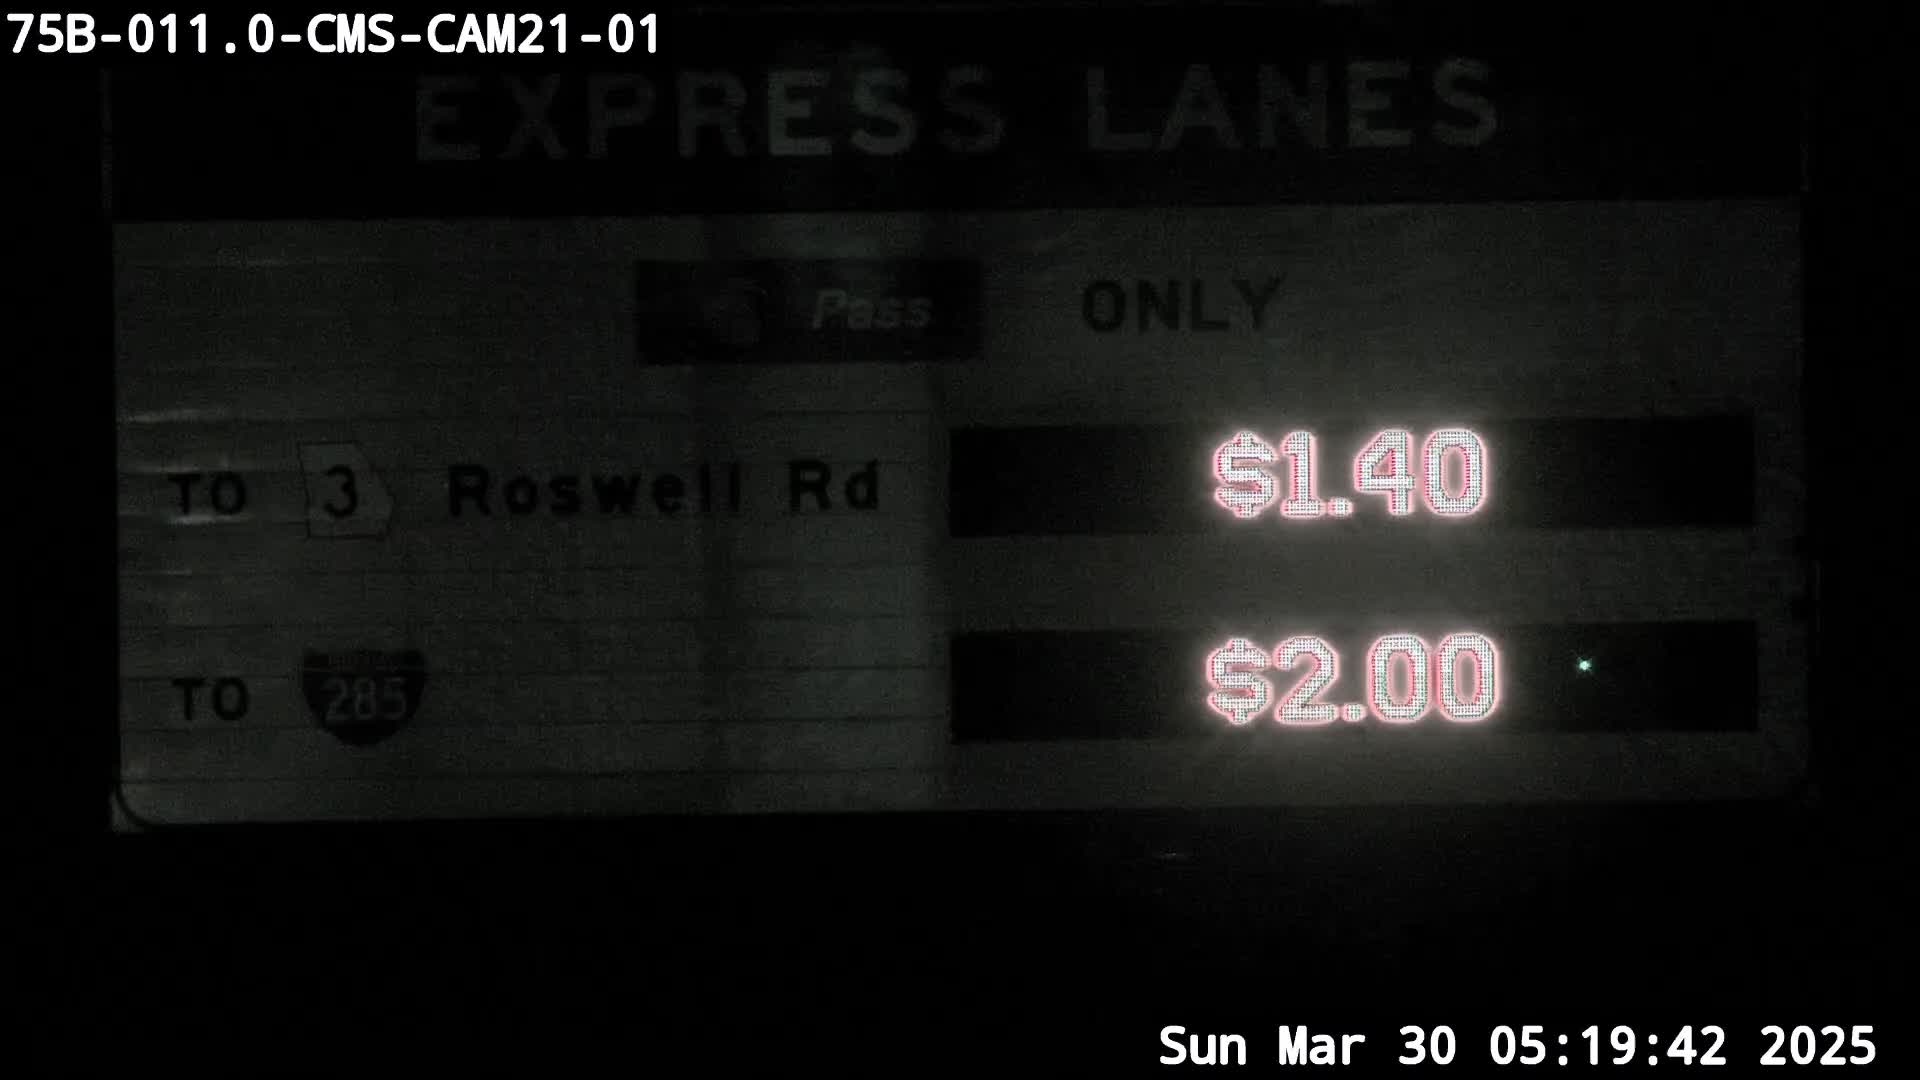 75B-011.0-CMS-CAM21-01
EXPRESS LANES
Pass ONLY
TO 3 Roswell Rd $1.40
TO 285 $2.00
Sun Mar 30 05:19:42 2025